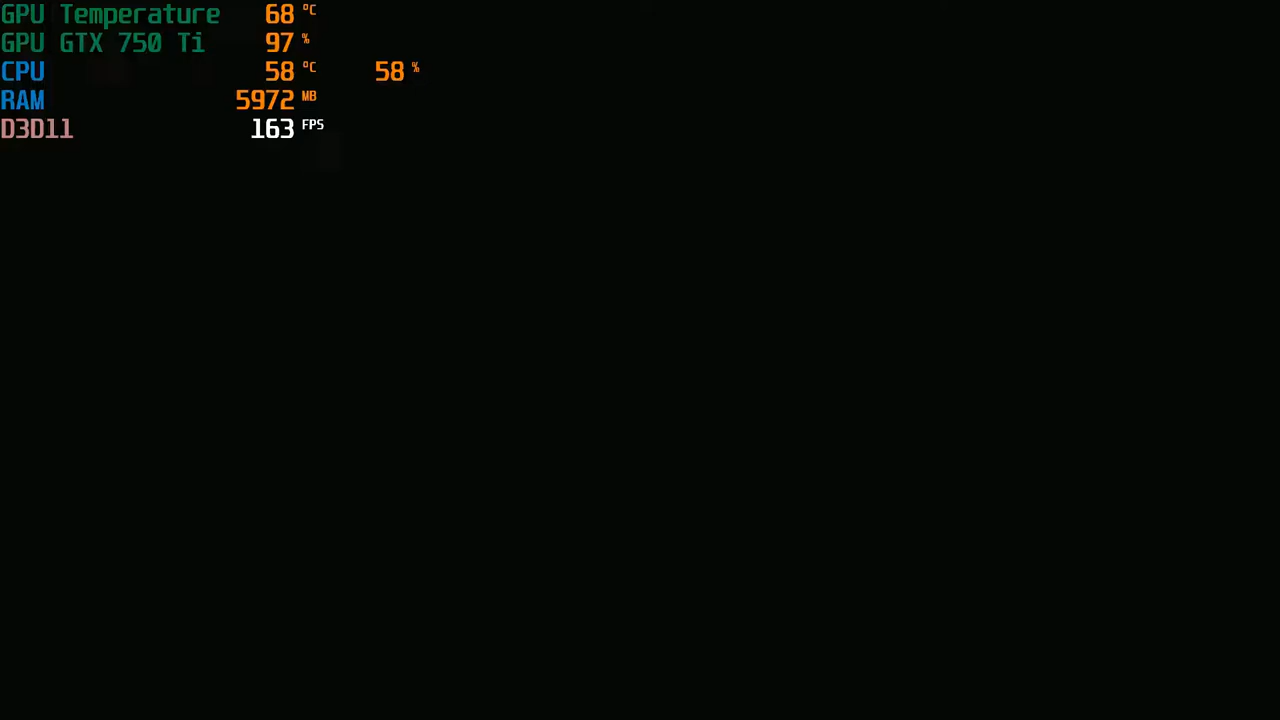 GPU Temperature 68 °C
GPU GTX 750 Ti 97 %
CPU 58 °C 58 %
RAM 5972 MB
D3D11 163 FPS